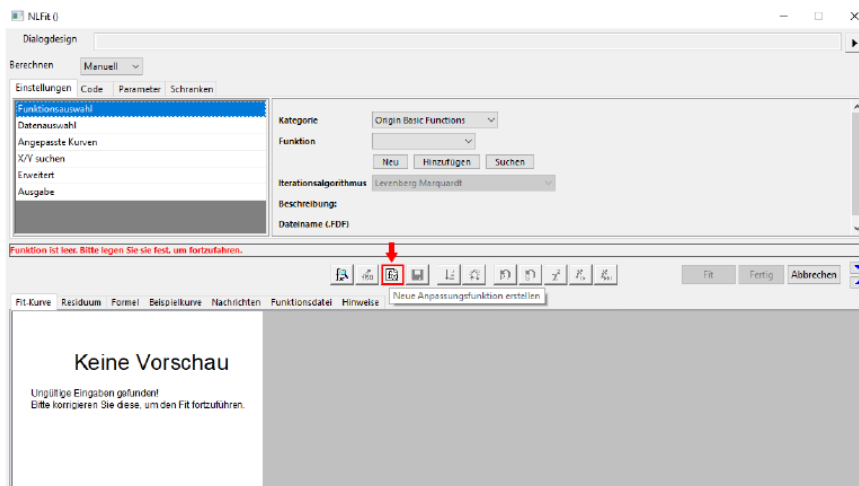 NLFit ()
Dialogdesign
Berechnen Manuell
Einstellungen Code Parameter Schranken
Funktionsauswahl
Datenauswahl
Angepasste Kurven
X/Y suchen
Erweitert
Ausgabe
Kategorie Origin Basic Functions
Funktion
Neu Hinzufügen Suchen
Iterationsalgorithmus Levenberg Marquardt
Beschreibung:
Dateiname (.FDF)
Funktion ist leer. Bitte legen Sie sie fest, um fortzufahren.
Fit Fertig Abbrechen
Neue Anpassungsfunktion erstellen
Fit-Kurve Residuum Formel Beispielkurve Nachrichten Funktionsdatei Hinweise
Keine Vorschau
Ungültige Eingaben gefunden!
Bitte korrigieren Sie diese, um den Fit fortzuführen.